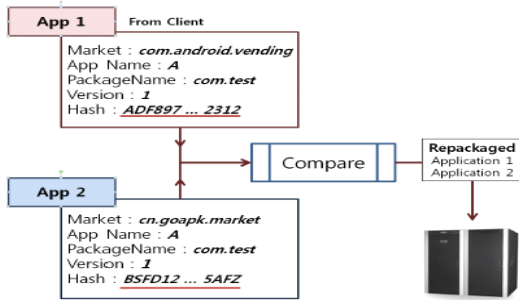 App 1
From Client
Market : com.android.vending
App Name : A
PackageName : com.test
Version : 1
Hash : ADF897 ... 2312
Compare
Repackaged
Application 1
Application 2
App 2
Market : cn.goapk.market
App Name : A
PackageName : com.test
Version : 1
Hash : BSFD12 ... 5AFZ